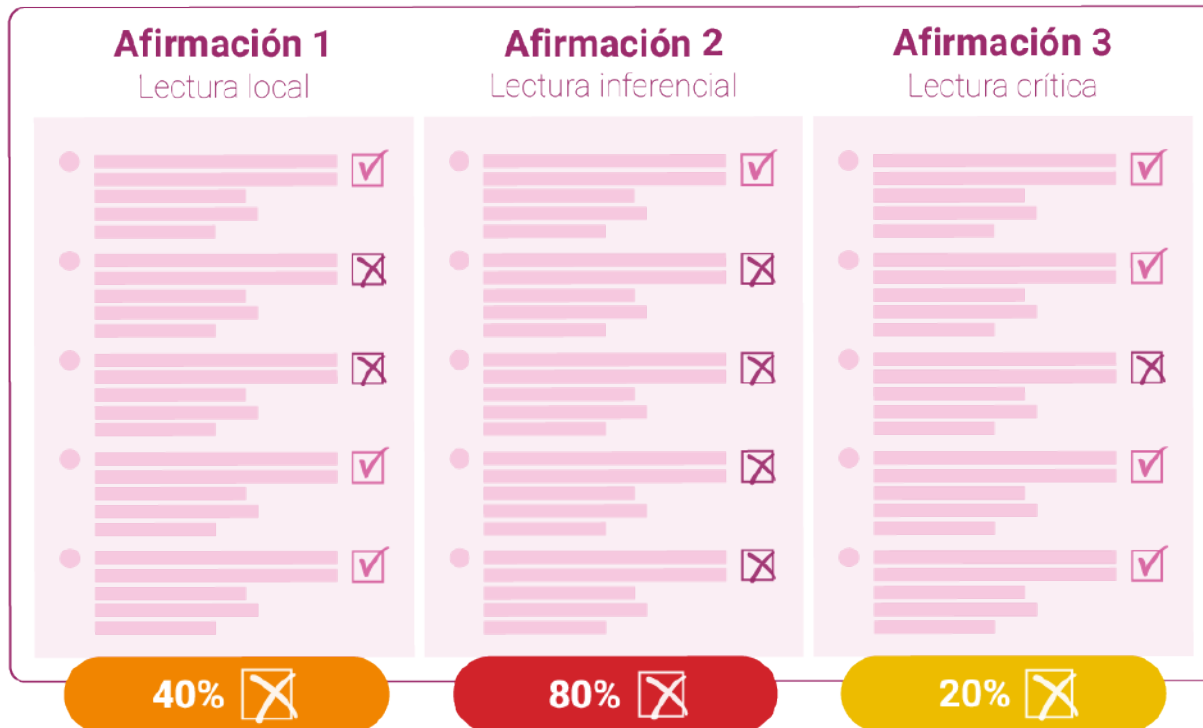 Afirmación 1
Lectura local
Afirmación 2
Lectura inferencial
Afirmación 3
Lectura crítica
40%
80%
20%